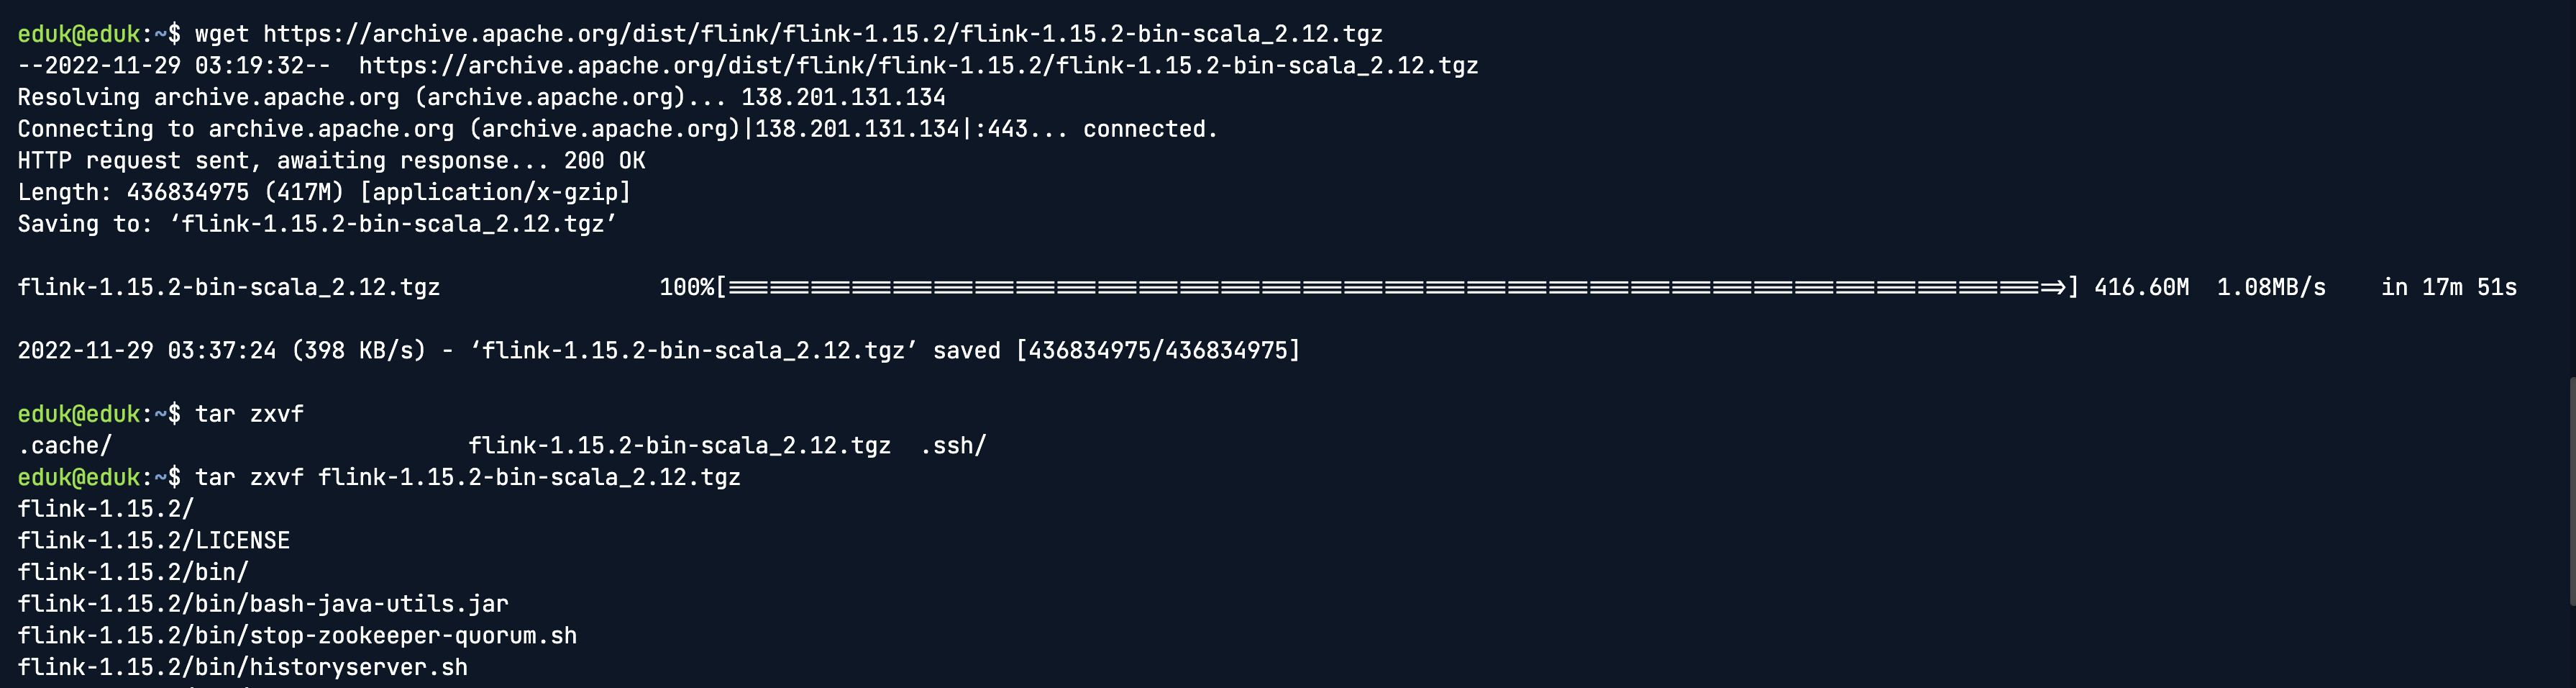 eduk@eduk:~$ wget https://archive.apache.org/dist/flink/flink-1.15.2/flink-1.15.2-bin-scala_2.12.tgz
--2022-11-29 03:19:32--  https://archive.apache.org/dist/flink/flink-1.15.2/flink-1.15.2-bin-scala_2.12.tgz
Resolving archive.apache.org (archive.apache.org)... 138.201.131.134
Connecting to archive.apache.org (archive.apache.org)|138.201.131.134|:443... connected.
HTTP request sent, awaiting response... 200 OK
Length: 436834975 (417M) [application/x-gzip]
Saving to: ‘flink-1.15.2-bin-scala_2.12.tgz’
flink-1.15.2-bin-scala_2.12.tgz                100%[=================================================================================================>] 416.60M  1.08MB/s    in 17m 51s
2022-11-29 03:37:24 (398 KB/s) - ‘flink-1.15.2-bin-scala_2.12.tgz’ saved [436834975/436834975]
eduk@eduk:~$ tar zxvf
.cache/                          flink-1.15.2-bin-scala_2.12.tgz  .ssh/
eduk@eduk:~$ tar zxvf flink-1.15.2-bin-scala_2.12.tgz
flink-1.15.2/
flink-1.15.2/LICENSE
flink-1.15.2/bin/
flink-1.15.2/bin/bash-java-utils.jar
flink-1.15.2/bin/stop-zookeeper-quorum.sh
flink-1.15.2/bin/historyserver.sh